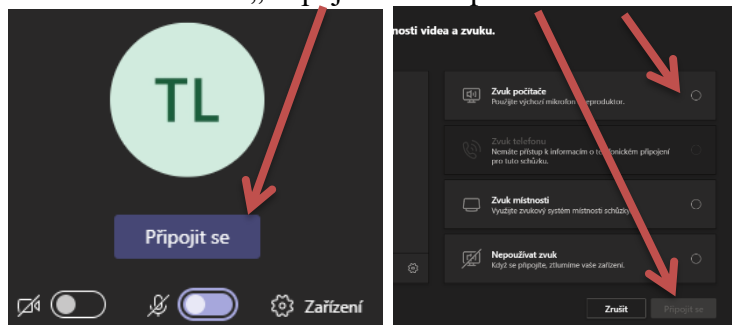 TL
Připojit se
Zařízení
nosti videa a zvuku.
Zvuk počítače
Použijte výchozí mikrofon reproduktor.
Zvuk telefonu
Nemáte přístup k informacím o telefonickém připojení
pro tuto schůzku.
Zvuk místnosti
Využijte zvukový systém místnosti schůzky
Nepoužívat zvuk
Když se připojíte, ztlumíme vaše zařízení.
Zrušit
Připojit se